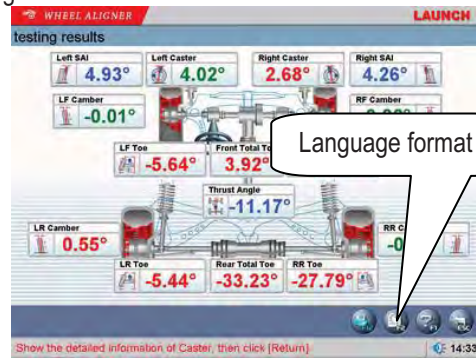 WHEEL ALIGNER
LAUNCH
testing results
Left SAI
4.93°
Left Caster
4.02°
Right Caster
2.68°
Right SAI
4.26°
LF Camber
-0.01°
RF Camber
LF Toe
-5.64°
Front Total Toe
3.92°
Language format
Thrust Angle
-11.17°
LR Camber
0.55°
LR Toe
-5.44°
Rear Total Toe
-33.23°
RR Toe
-27.79°
Show the detailed information of Caster, then click [Return]
14:33